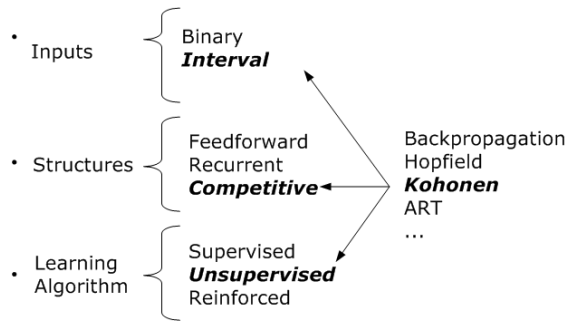 • Inputs
Binary
Interval
• Structures
Feedforward
Recurrent
Competitive
• Learning
Algorithm
Supervised
Unsupervised
Reinforced
Backpropagation
Hopfield
Kohonen
ART
...